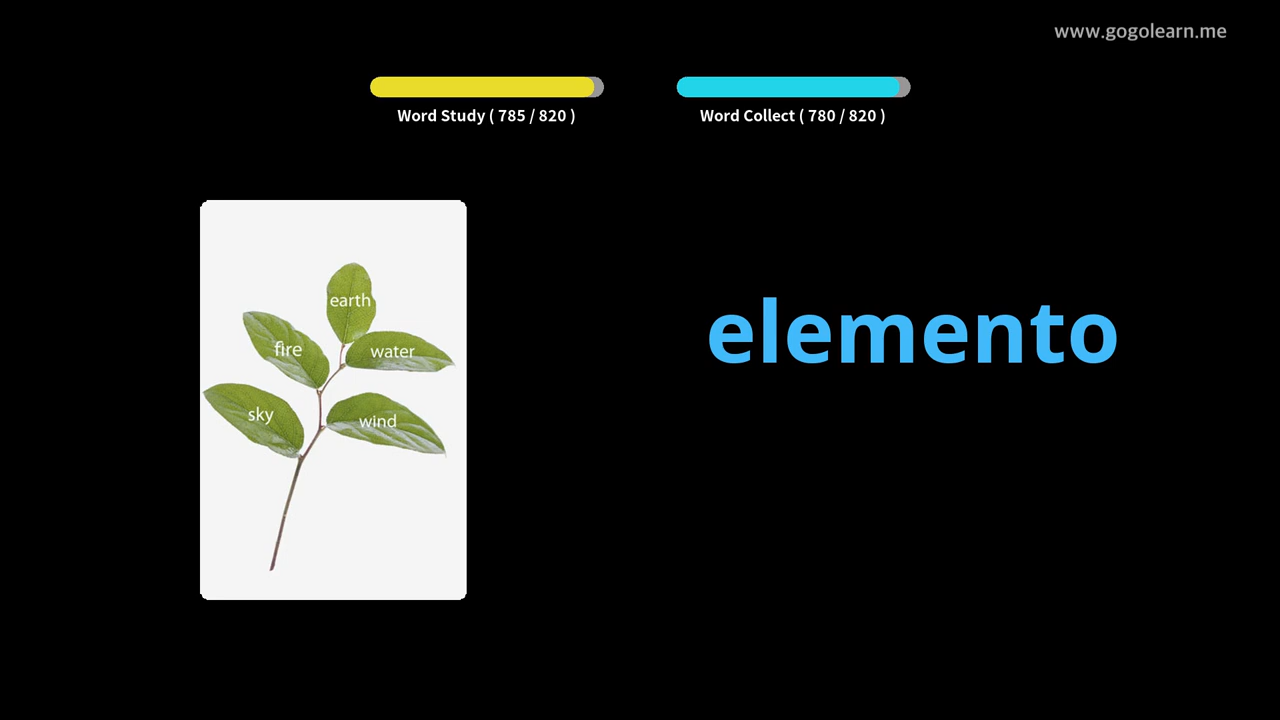 www.gogolearn.me
Word Study ( 785 / 820 )
Word Collect ( 780 / 820 )
earth
fire
water
sky
wind
elemento